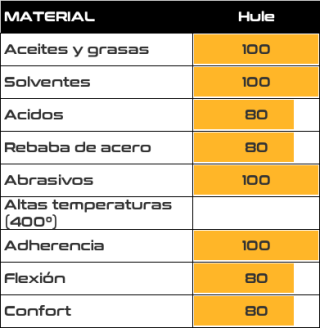 MATERIAL Hule
Aceites y grasas 100
Solventes 100
Acidos 80
Rebaba de acero 80
Abrasivos 100
Altas temperaturas
(400º)
Adherencia 100
Flexión 80
Confort 80